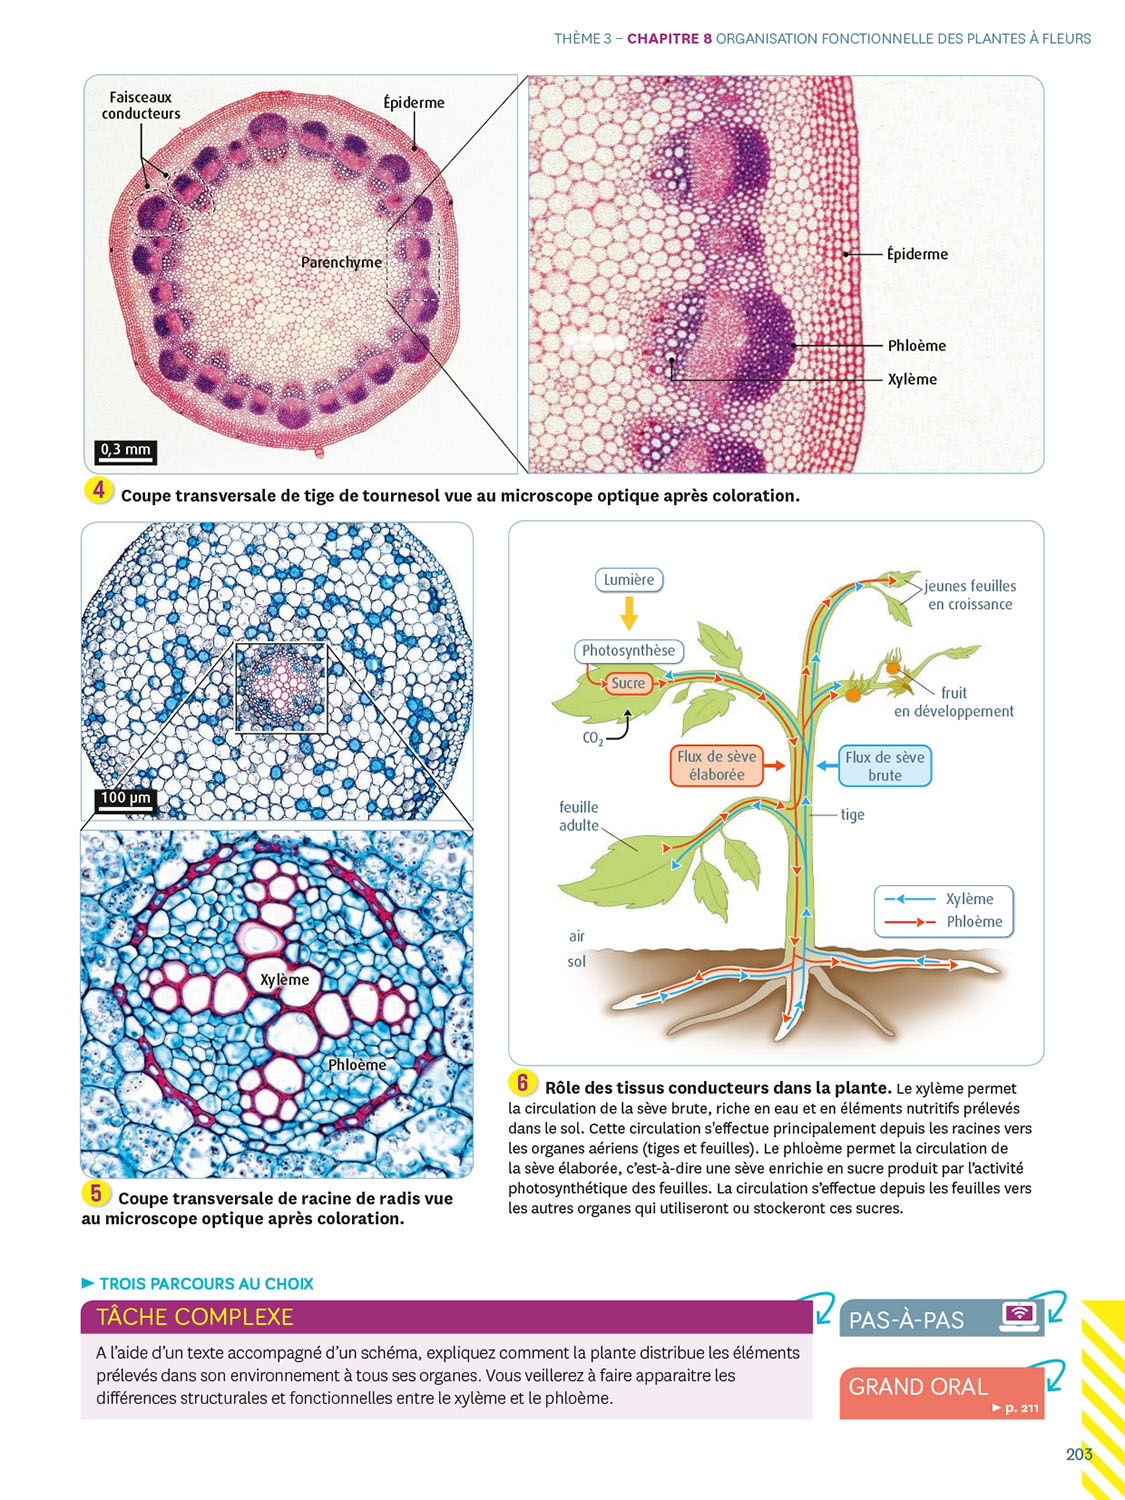 THÈME 3 – CHAPITRE 8 ORGANISATION FONCTIONNELLE DES PLANTES À FLEURS
Faisceaux
conducteurs
Épiderme
Parenchyme
0,3 mm
Épiderme
Phloème
Xylème
4 Coupe transversale de tige de tournesol vue au microscope optique après coloration.
100 µm
Xylème
Phloème
5 Coupe transversale de racine de radis vue
au microscope optique après coloration.
Lumière
Photosynthèse
Sucre
CO₂
jeunes feuilles
en croissance
fruit
en développement
Flux de sève
élaborée
Flux de sève
brute
feuille
adulte
tige
Xylème
Phloème
air
sol
6 Rôle des tissus conducteurs dans la plante. Le xylème permet
la circulation de la sève brute, riche en eau et en éléments nutritifs prélevés
dans le sol. Cette circulation s'effectue principalement depuis les racines vers
les organes aériens (tiges et feuilles). Le phloème permet la circulation de
la sève élaborée, c’est-à-dire une sève enrichie en sucre produit par l’activité
photosynthétique des feuilles. La circulation s’effectue depuis les feuilles vers
les autres organes qui utiliseront ou stockeront ces sucres.
► TROIS PARCOURS AU CHOIX
TÂCHE COMPLEXE
A l’aide d’un texte accompagné d’un schéma, expliquez comment la plante distribue les éléments
prélevés dans son environnement à tous ses organes. Vous veillerez à faire apparaitre les
différences structurales et fonctionnelles entre le xylème et le phloème.
PAS-À-PAS
GRAND ORAL
► p. 211
203